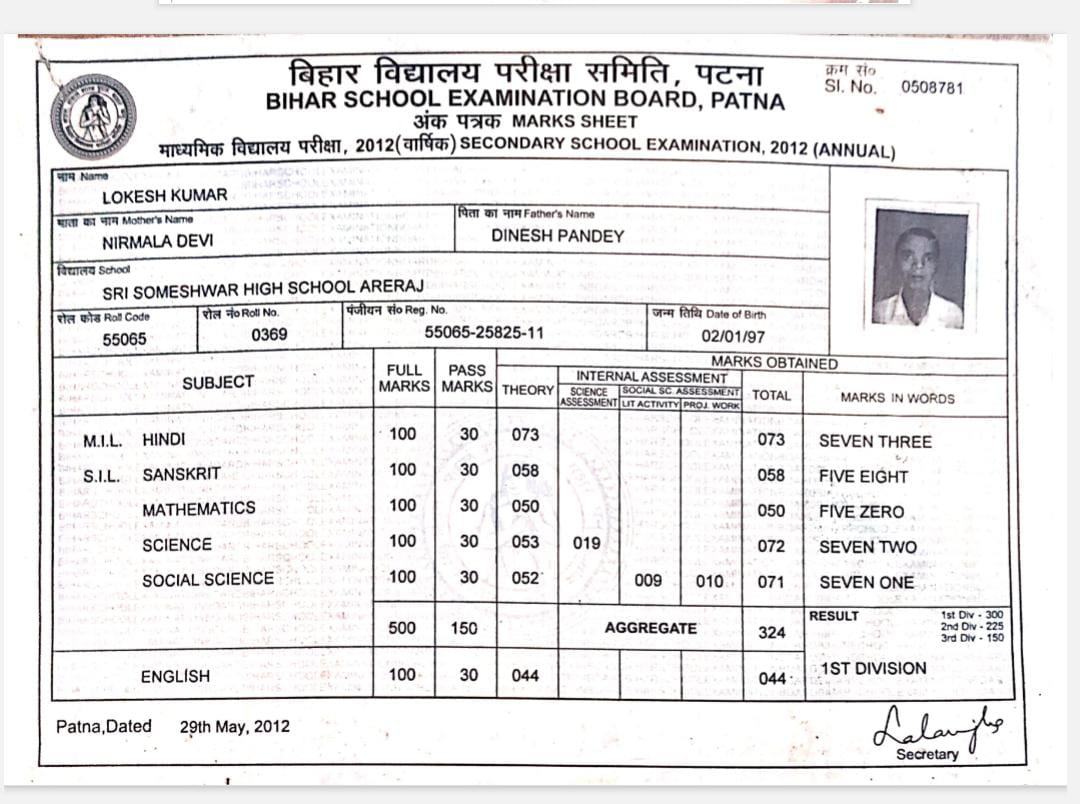 बिहार विद्यालय परीक्षा समिति, पटना
क्रम सं०
BIHAR SCHOOL EXAMINATION BOARD, PATNA
Sl. No. 0508781
अंक पत्रक MARKS SHEET
माध्यमिक विद्यालय परीक्षा, 2012(वार्षिक) SECONDARY SCHOOL EXAMINATION, 2012 (ANNUAL)
नाम Name
LOKESH KUMAR
माता का नाम Mother's Name पिता का नाम Father's Name
NIRMALA DEVI DINESH PANDEY
विद्यालय School
SRI SOMESHWAR HIGH SCHOOL ARERAJ
रोल कोड Roll Code रोल नं० Roll No. पंजीयन सं० Reg. No. जन्म तिथि Date of Birth
55065 0369 55065-25825-11 02/01/97
MARKS OBTAINED
SUBJECT FULL MARKS PASS MARKS THEORY INTERNAL ASSESSMENT TOTAL MARKS IN WORDS
SCIENCE ASSESSMENT SOCIAL SC ASSESSMENT
LIT ACTIVITY PROJ. WORK
M.I.L. HINDI 100 30 073 073 SEVEN THREE
S.I.L. SANSKRIT 100 30 058 058 FIVE EIGHT
MATHEMATICS 100 30 050 050 FIVE ZERO
SCIENCE 100 30 053 019 072 SEVEN TWO
SOCIAL SCIENCE 100 30 052 009 010 071 SEVEN ONE
500 150 AGGREGATE 324 RESULT 1st Div - 300
2nd Div - 225
3rd Div - 150
ENGLISH 100 30 044 044 1ST DIVISION
Patna,Dated 29th May, 2012
Secretary